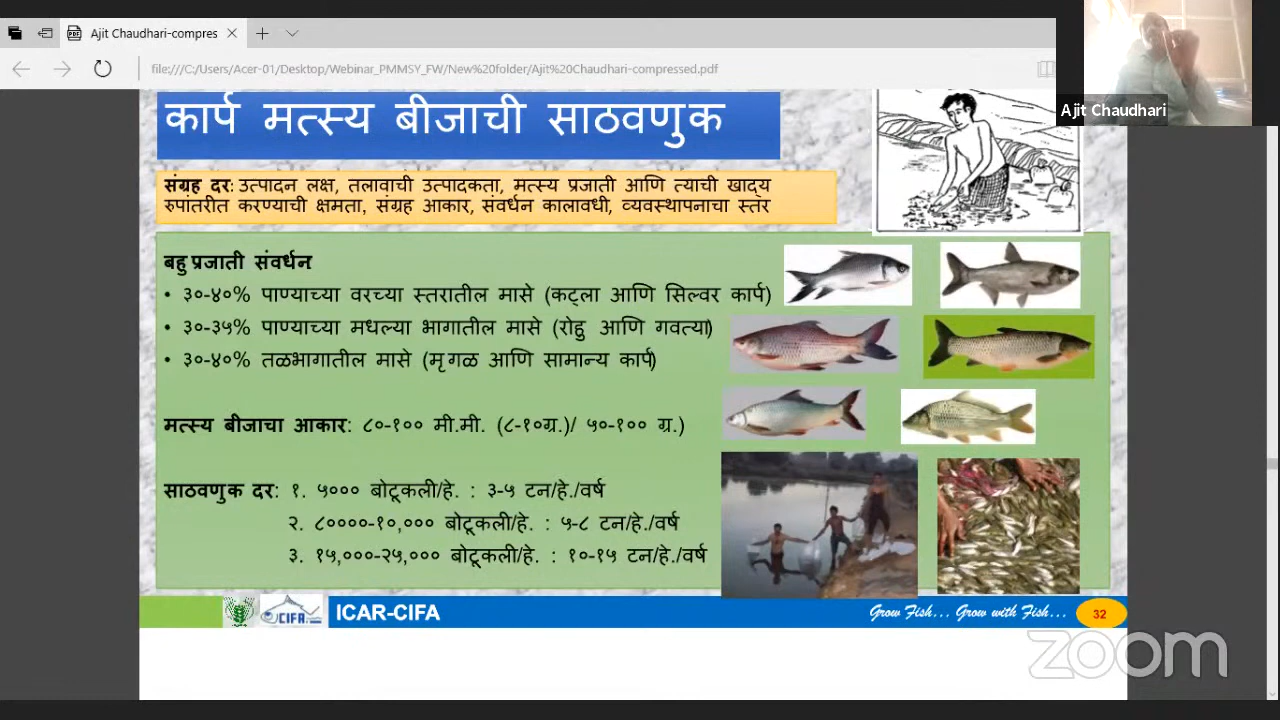 Ajit Chaudhari-compres
file:///C:/Users/Acer-01/Desktop/Webinar_PMMSY_FW/New%20folder/Ajit%20Chaudhari-compressed.pdf
Ajit Chaudhari
कार्प मत्स्य बीजाची साठवणुक
संग्रह दर: उत्पादन लक्ष, तलावाची उत्पादकता, मत्स्य प्रजाती आणि त्याची खाद्य
रुपांतरीत करण्याची क्षमता, संग्रह आकार, संवर्धन कालावधी, व्यवस्थापनाचा स्तर
बहु प्रजाती संवर्धन
• ३०-४०% पाण्याच्या वरच्या स्तरातील मासे (कट्ला आणि सिल्वर कार्प)
• ३०-३५% पाण्याच्या मधल्या भागातील मासे (रोहु आणि गवत्या)
• ३०-४०% तळभागातील मासे (मृगळ आणि सामान्य कार्प)
मत्स्य बीजाचा आकार: ८०-१०० मी.मी. (८-१०ग्र.)/ ५०-१०० ग्र.)
साठवणुक दर: १. ५००० बोटूकली/हे. : ३-५ टन/हे./वर्ष
२. ८००००-१०,००० बोटूकली/हे. : ५-८ टन/हे./वर्ष
३. १५,०००-२५,००० बोटूकली/हे. : १०-१५ टन/हे./वर्ष
CIFA
ICAR-CIFA
Grow Fish... Grow with Fish...
32
zoom